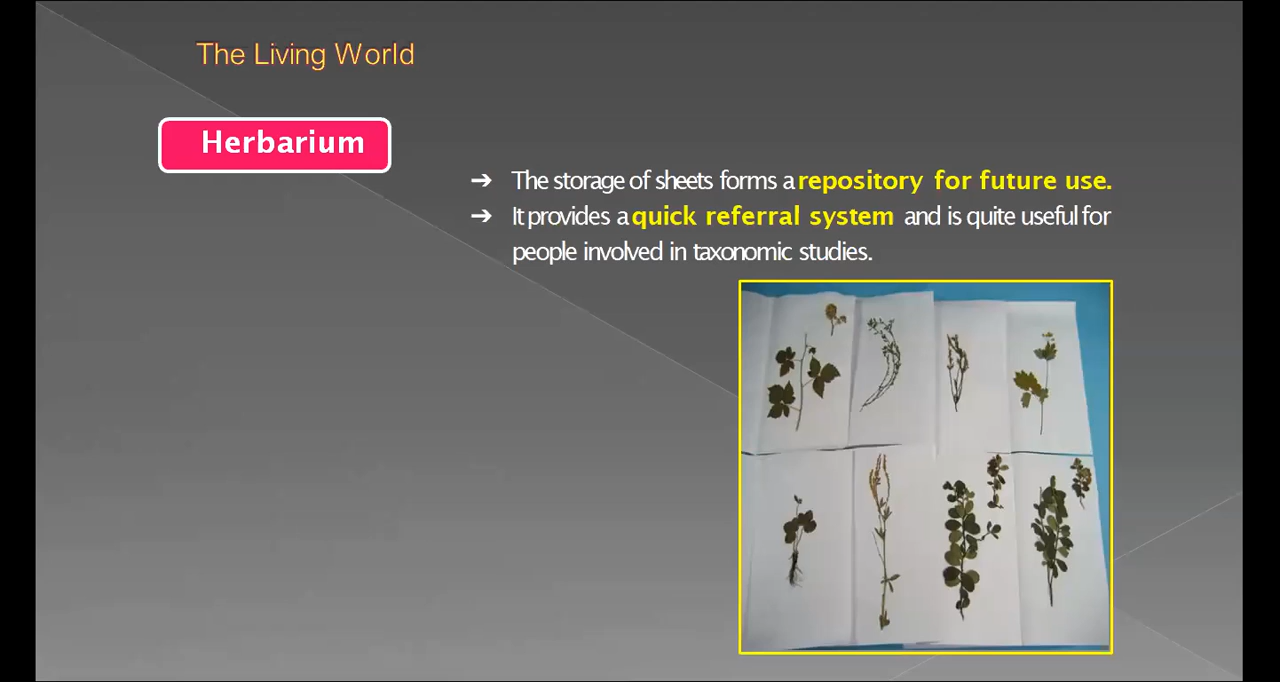 The Living World
Herbarium
➔ The storage of sheets forms a repository for future use.
➔ It provides a quick referral system and is quite useful for
people involved in taxonomic studies.